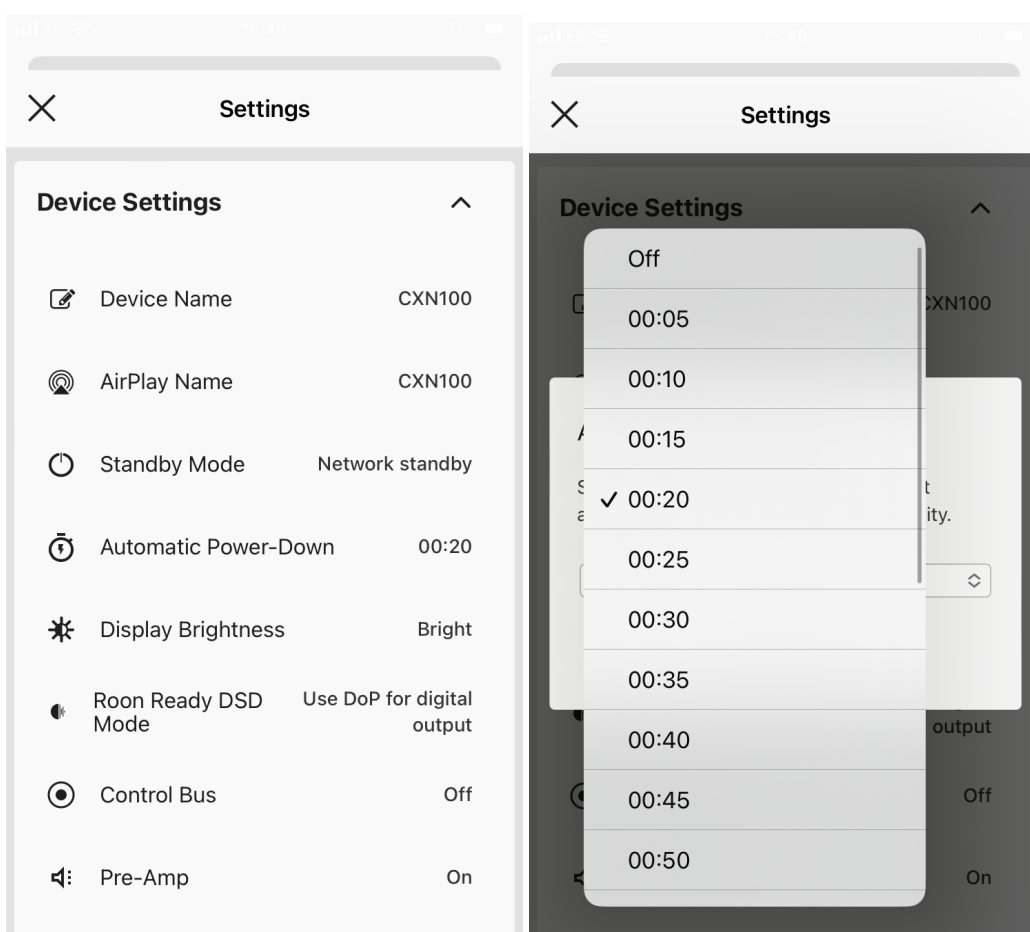 Settings
Device Settings
Device Name CXN100
AirPlay Name CXN100
Standby Mode Network standby
Automatic Power-Down 00:20
Display Brightness Bright
Roon Ready DSD Use DoP for digital
Mode output
Control Bus Off
Pre-Amp On
Settings
Device Settings
Off
CXN100
00:05
00:10
00:15
00:20
ity.
00:25
00:30
00:35
00:40
output
00:45
Off
00:50
On